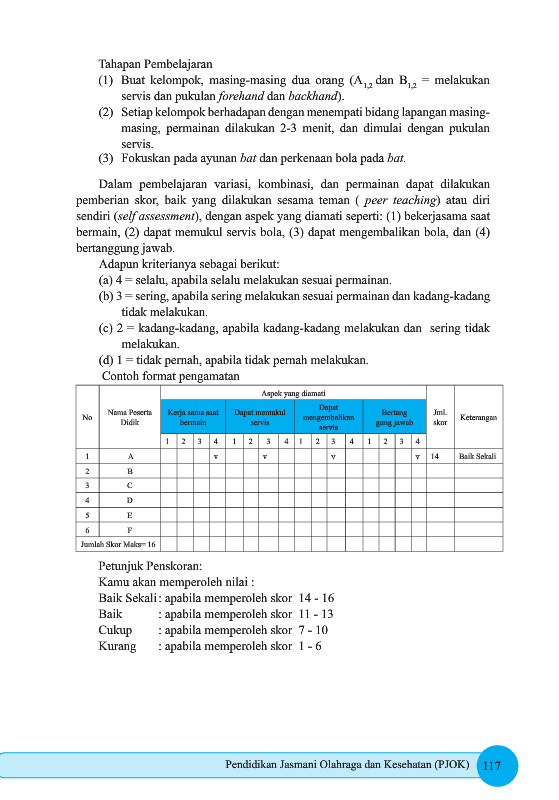 Tahapan Pembelajaran
(1) Buat kelompok, masing-masing dua orang (A1,2 dan B1,2 = melakukan
servis dan pukulan forehand dan backhand).
(2) Setiap kelompok berhadapan dengan menempati bidang lapangan masing-
masing, permainan dilakukan 2-3 menit, dan dimulai dengan pukulan
servis.
(3) Fokuskan pada ayunan bat dan perkenaan bola pada bat.
Dalam pembelajaran variasi, kombinasi, dan permainan dapat dilakukan
pemberian skor, baik yang dilakukan sesama teman ( peer teaching) atau diri
sendiri (self assessment), dengan aspek yang diamati seperti: (1) bekerjasama saat
bermain, (2) dapat memukul servis bola, (3) dapat mengembalikan bola, dan (4)
bertanggung jawab.
Adapun kriterianya sebagai berikut:
(a) 4 = selalu, apabila selalu melakukan sesuai permainan.
(b) 3 = sering, apabila sering melakukan sesuai permainan dan kadang-kadang
tidak melakukan.
(c) 2 = kadang-kadang, apabila kadang-kadang melakukan dan sering tidak
melakukan.
(d) 1 = tidak pernah, apabila tidak pernah melakukan.
Contoh format pengamatan
Aspek yang diamati
No Nama Peserta Didik Kerja sama saat bermain Dapat memukul servis Dapat mengembalikan servis Bertang gung jawab Jml. skor Keterangan
1 2 3 4 1 2 3 4 1 2 3 4 1 2 3 4
1 A v v v v 14 Baik Sekali
2 B
3 C
4 D
5 E
6 F
Jumlah Skor Maks= 16
Petunjuk Penskoran:
Kamu akan memperoleh nilai :
Baik Sekali : apabila memperoleh skor 14 - 16
Baik : apabila memperoleh skor 11 - 13
Cukup : apabila memperoleh skor 7 - 10
Kurang : apabila memperoleh skor 1 - 6
Pendidikan Jasmani Olahraga dan Kesehatan (PJOK) 117